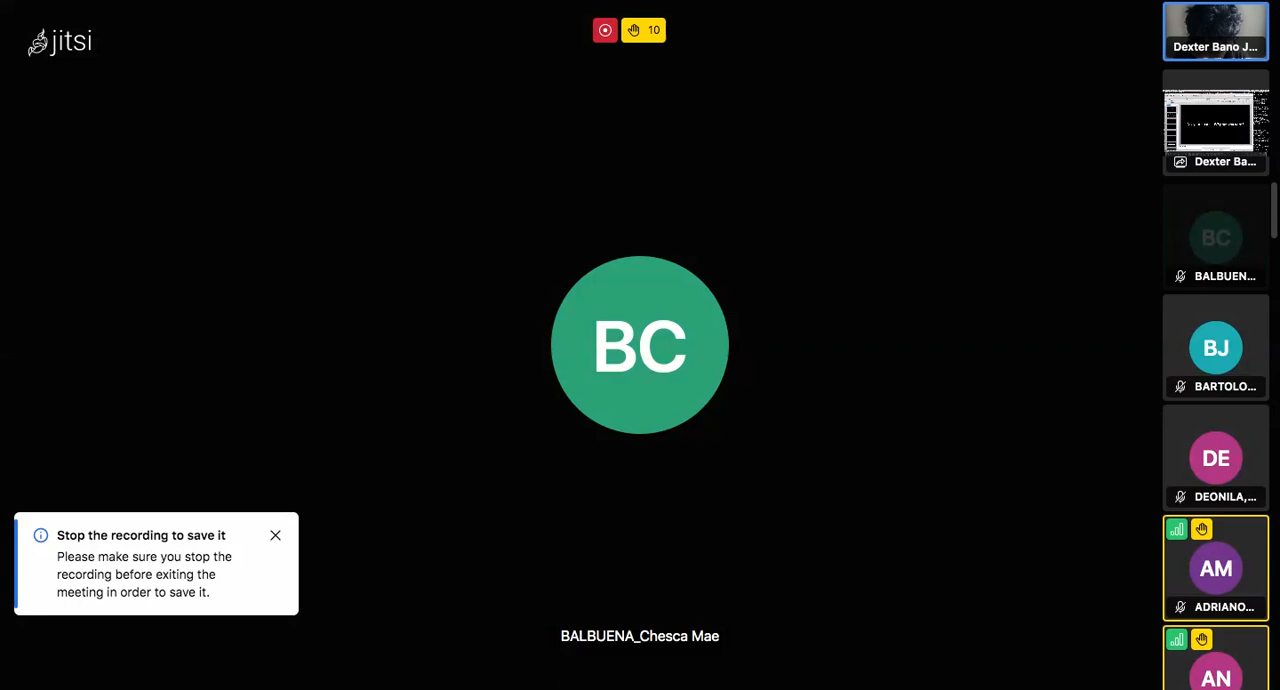 jitsi
10
Dexter Bano J...
Dexter Ba...
BC
BALBUEN...
BJ
BARTOLO...
DE
DEONILA,...
AM
ADRIANO...
AN
BC
Stop the recording to save it
Please make sure you stop the
recording before exiting the
meeting in order to save it.
BALBUENA_Chesca Mae